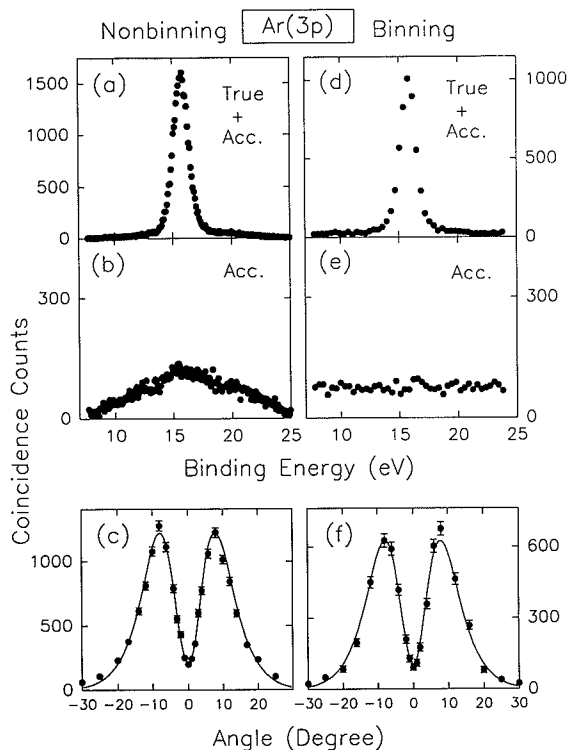 Nonbinning Ar(3p) Binning
(a) True + Acc.
1500
1000
500
0
(d) True + Acc.
1000
500
0
(b) Acc.
300
0
10 15 20 25
(e) Acc.
300
0
10 15 20 25
Binding Energy (eV)
Coincidence Counts
(c)
1000
500
0
-30 -20 -10 0 10 20
(f)
600
300
0
-30 -20 -10 0 10 20 30
Angle (Degree)